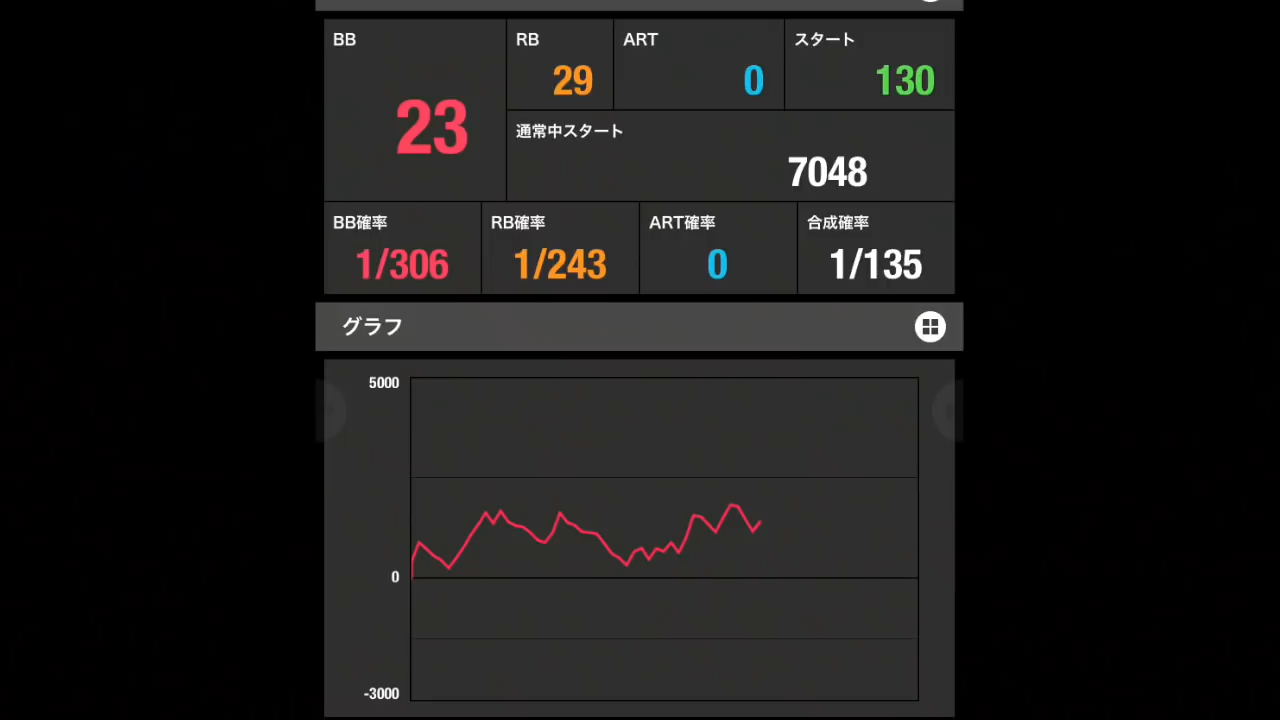 BB
23
RB
29
ART
0
スタート
130
通常中スタート
7048
BB確率
1/306
RB確率
1/243
ART確率
0
合成確率
1/135
グラフ
5000
0
-3000